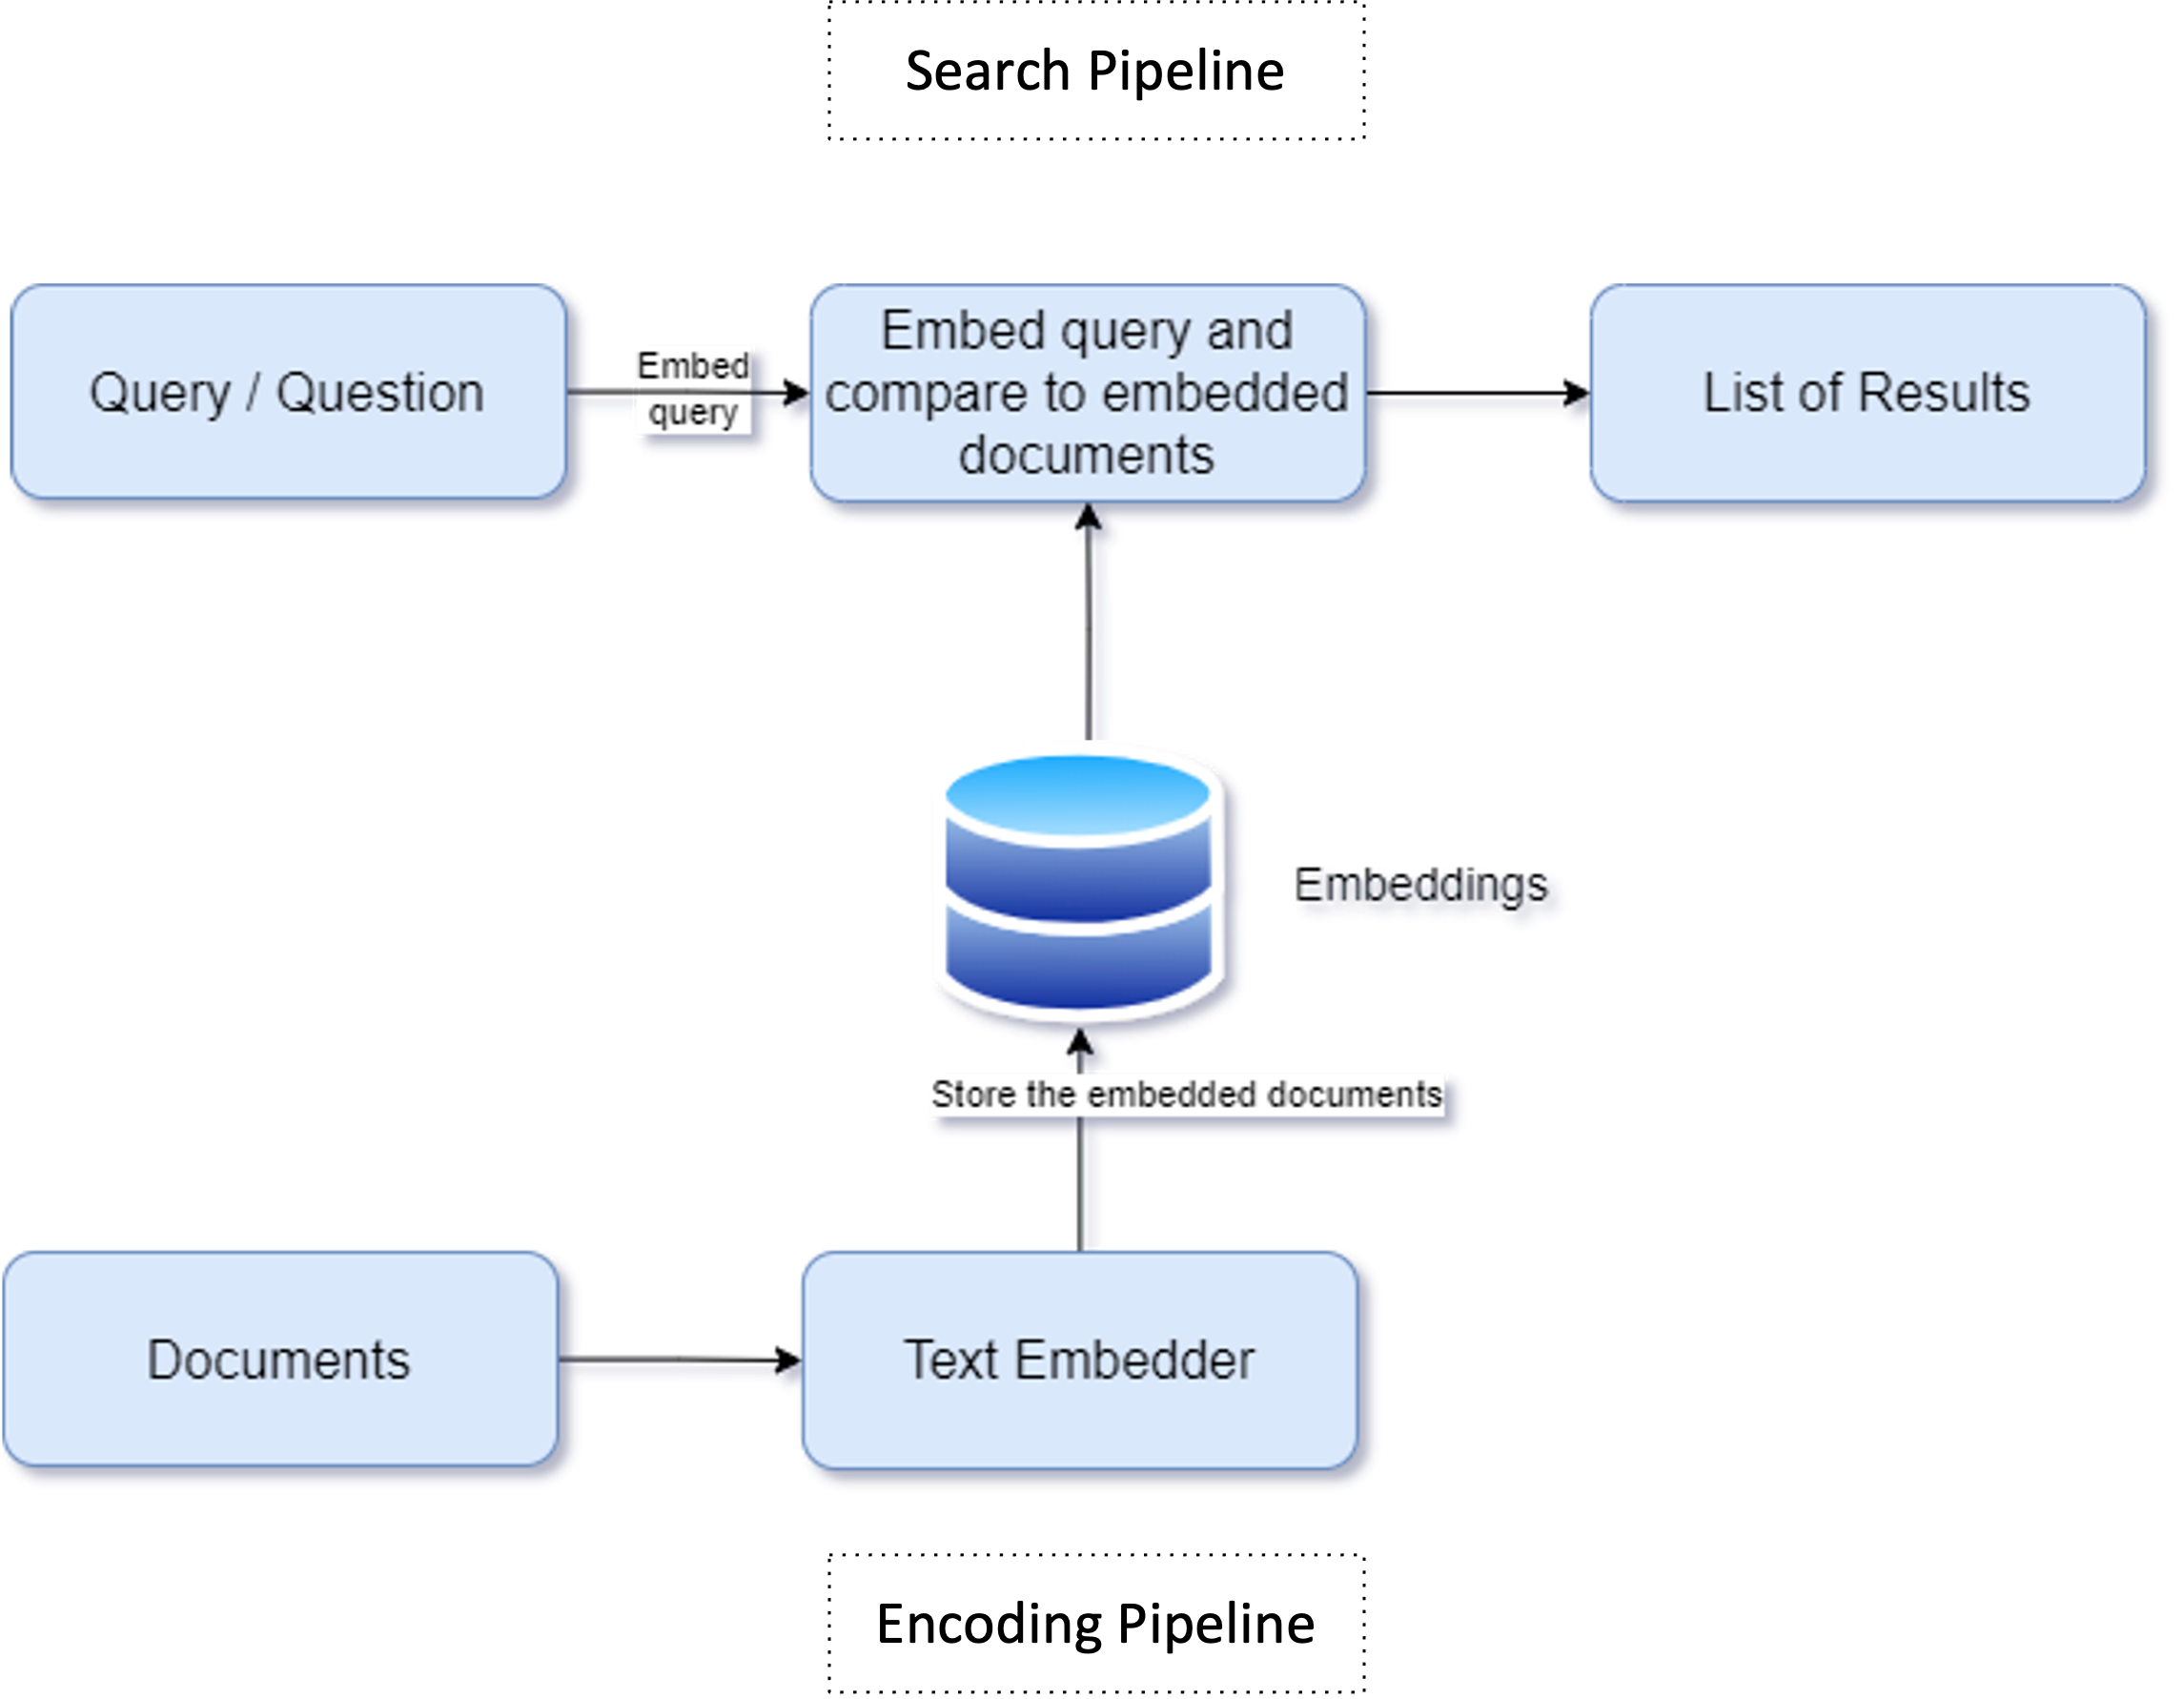 Search Pipeline
Query / Question
Embed
query
Embed query and
compare to embedded
documents
List of Results
Embeddings
Store the embedded documents
Documents
Text Embedder
Encoding Pipeline